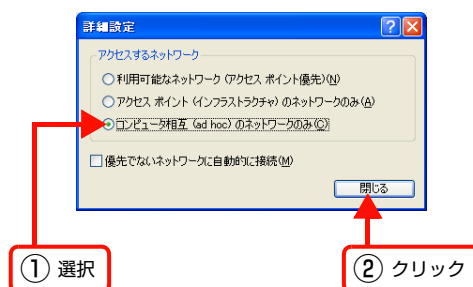 詳細設定
アクセスするネットワーク
利用可能なネットワーク (アクセス ポイント優先)(N)
アクセス ポイント (インフラストラクチャ) のネットワークのみ(A)
コンピュータ相互 (ad hoc) のネットワークのみ(C)
優先でないネットワークに自動的に接続(M)
閉じる
① 選択
② クリック